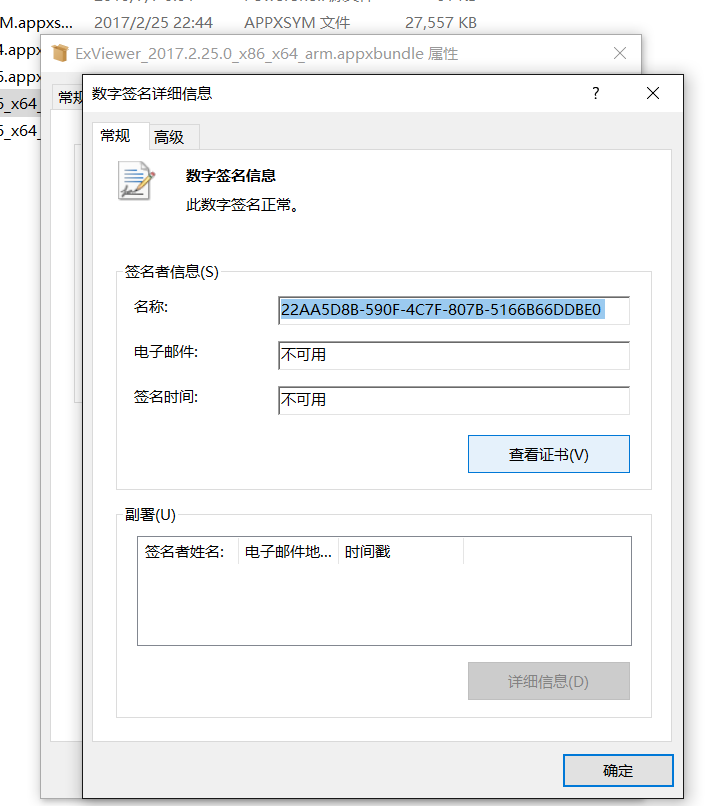 2017/2/25 22:44 APPXSYM 文件 27,557 KB
M.appxs...
ExViewer_2017.2.25.0_x86_x64_arm.appxbundle 属性
.appx
.appx
_x64_
_x64_
常规
数字签名详细信息
?
常规 高级
数字签名信息
此数字签名正常。
签名者信息(S)
名称: 22AA5D8B-590F-4C7F-807B-5166B66DDBE0
电子邮件: 不可用
签名时间: 不可用
查看证书(V)
副署(U)
签名者姓名: 电子邮件地... 时间戳
详细信息(D)
确定